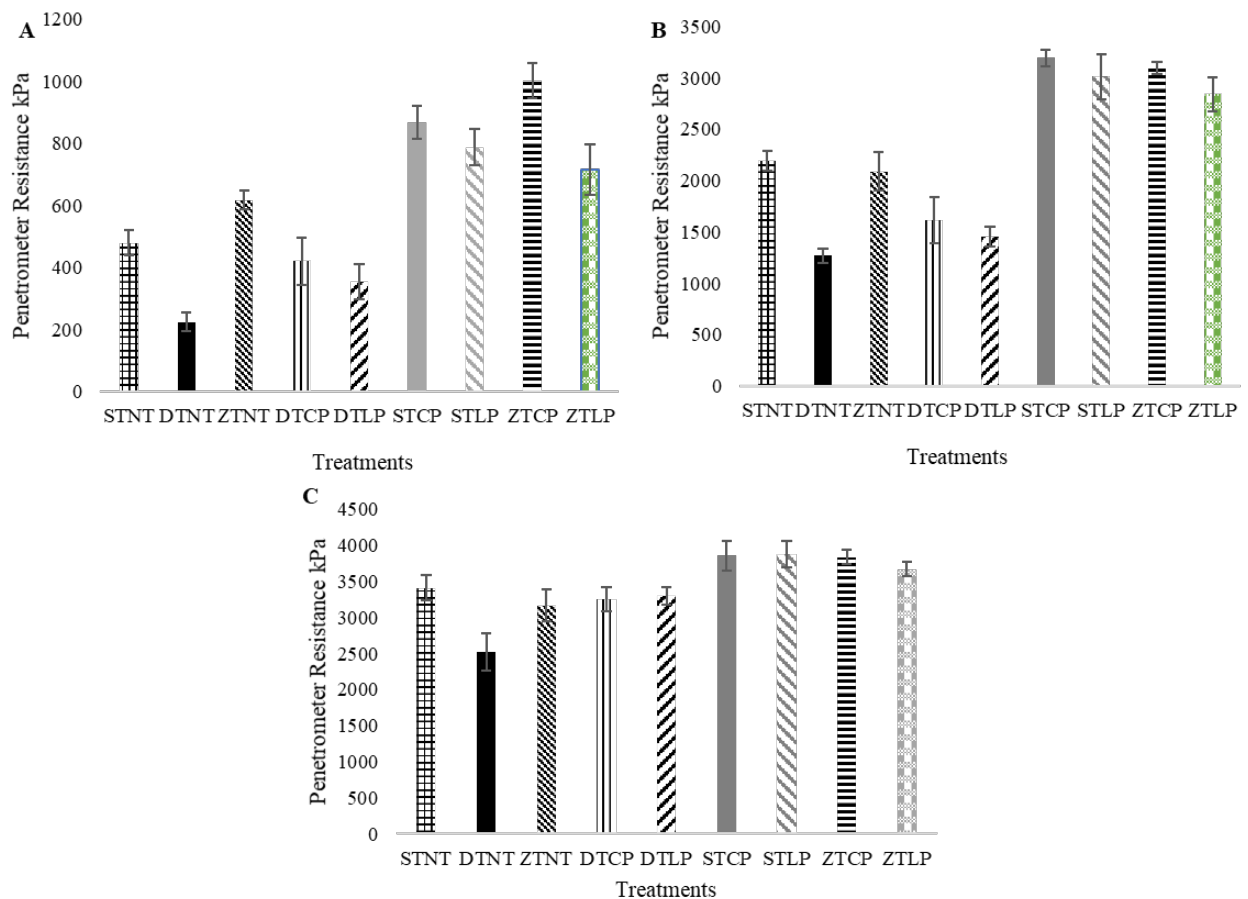 A
Penetrometer Resistance kPa
1200
1000
800
600
400
200
0
STNT DTNT ZTNT DTCP DTLP STCP STLP ZTCP ZTLP
Treatments
B
Penetrometer Resistance kPa
3500
3000
2500
2000
1500
1000
500
0
STNT DTNT ZTNT DTCP DTLP STCP STLP ZTCP ZTLP
Treatments
C
Penetrometer Resistance kPa
4500
4000
3500
3000
2500
2000
1500
1000
500
0
STNT DTNT ZTNT DTCP DTLP STCP STLP ZTCP ZTLP
Treatments